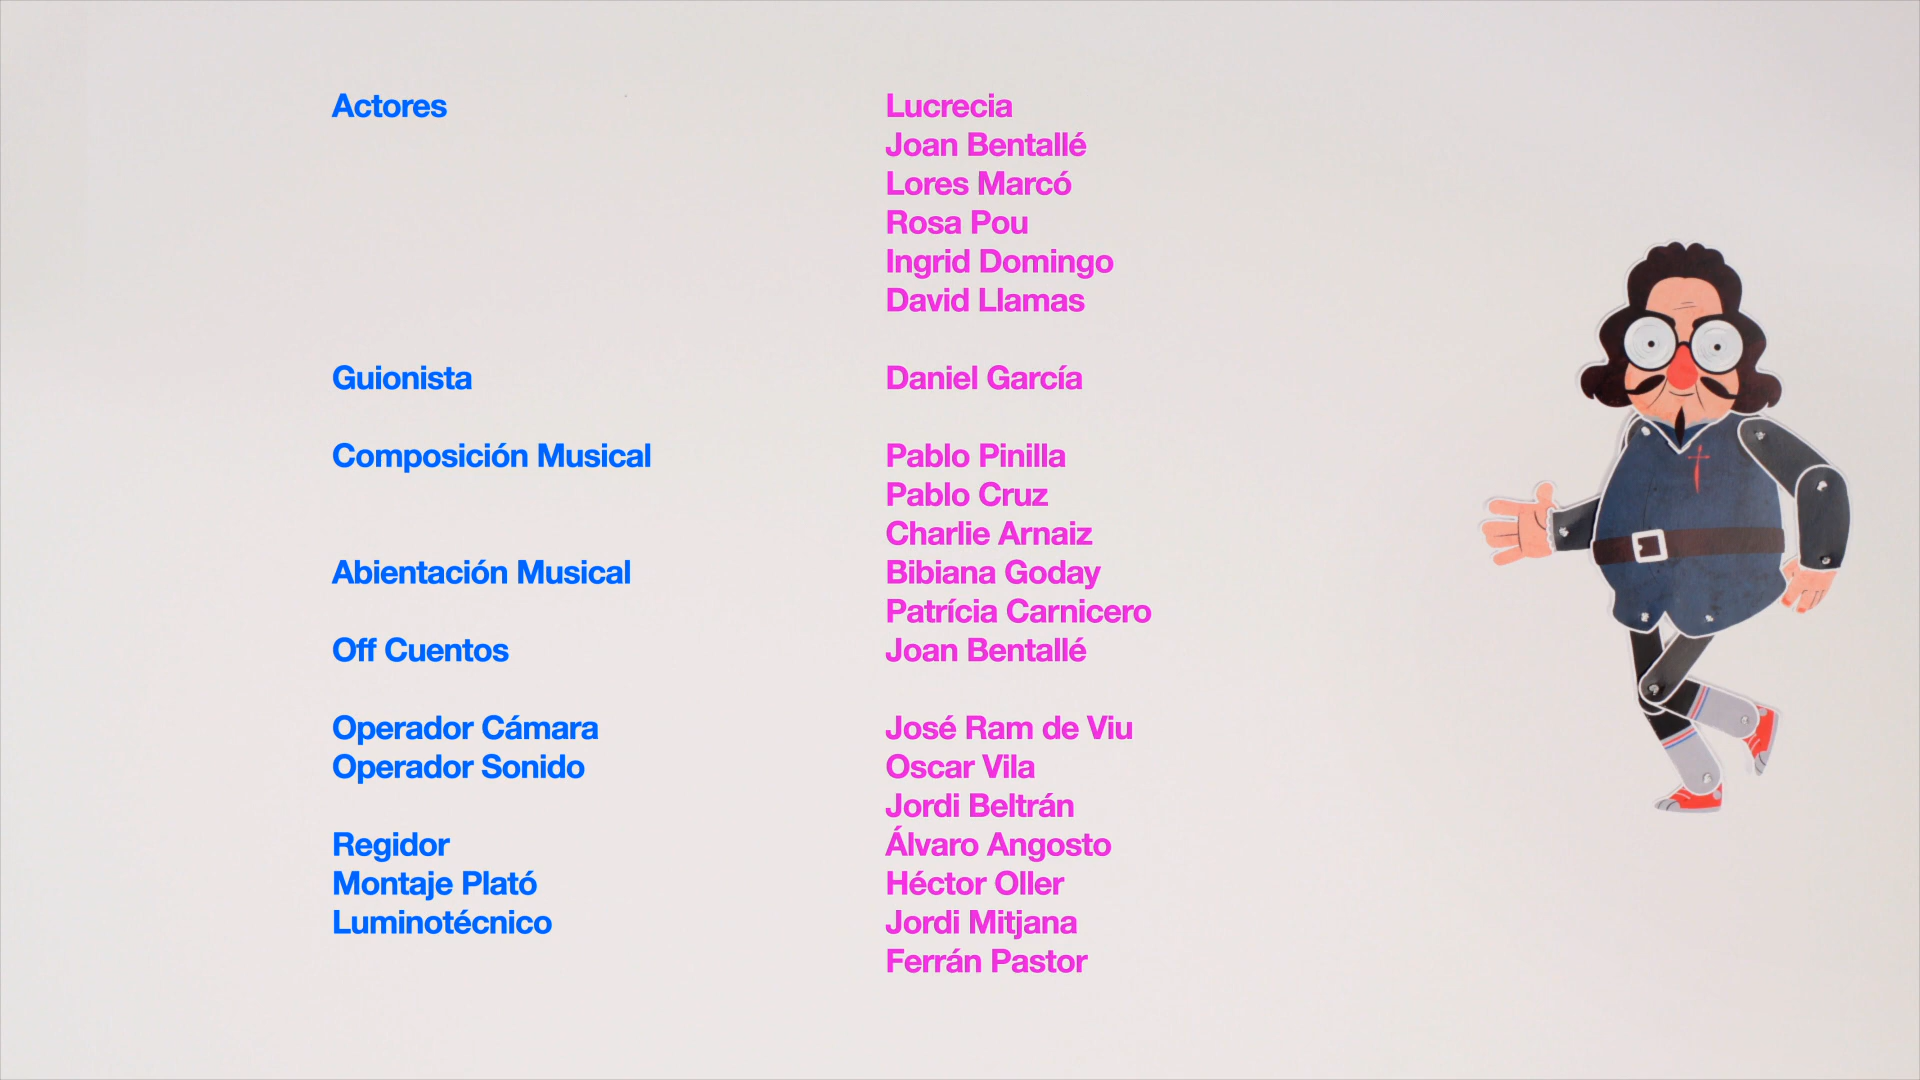 Actores Lucrecia
Joan Bentallé
Lores Marcó
Rosa Pou
Ingrid Domingo
David Llamas
Guionista Daniel García
Composición Musical Pablo Pinilla
Pablo Cruz
Charlie Arnaiz
Abientación Musical Bibiana Goday
Patrícia Carnicero
Off Cuentos Joan Bentallé
Operador Cámara José Ram de Viu
Operador Sonido Oscar Vila
Jordi Beltrán
Regidor Álvaro Angosto
Montaje Plató Héctor Oller
Luminotécnico Jordi Mitjana
Ferrán Pastor